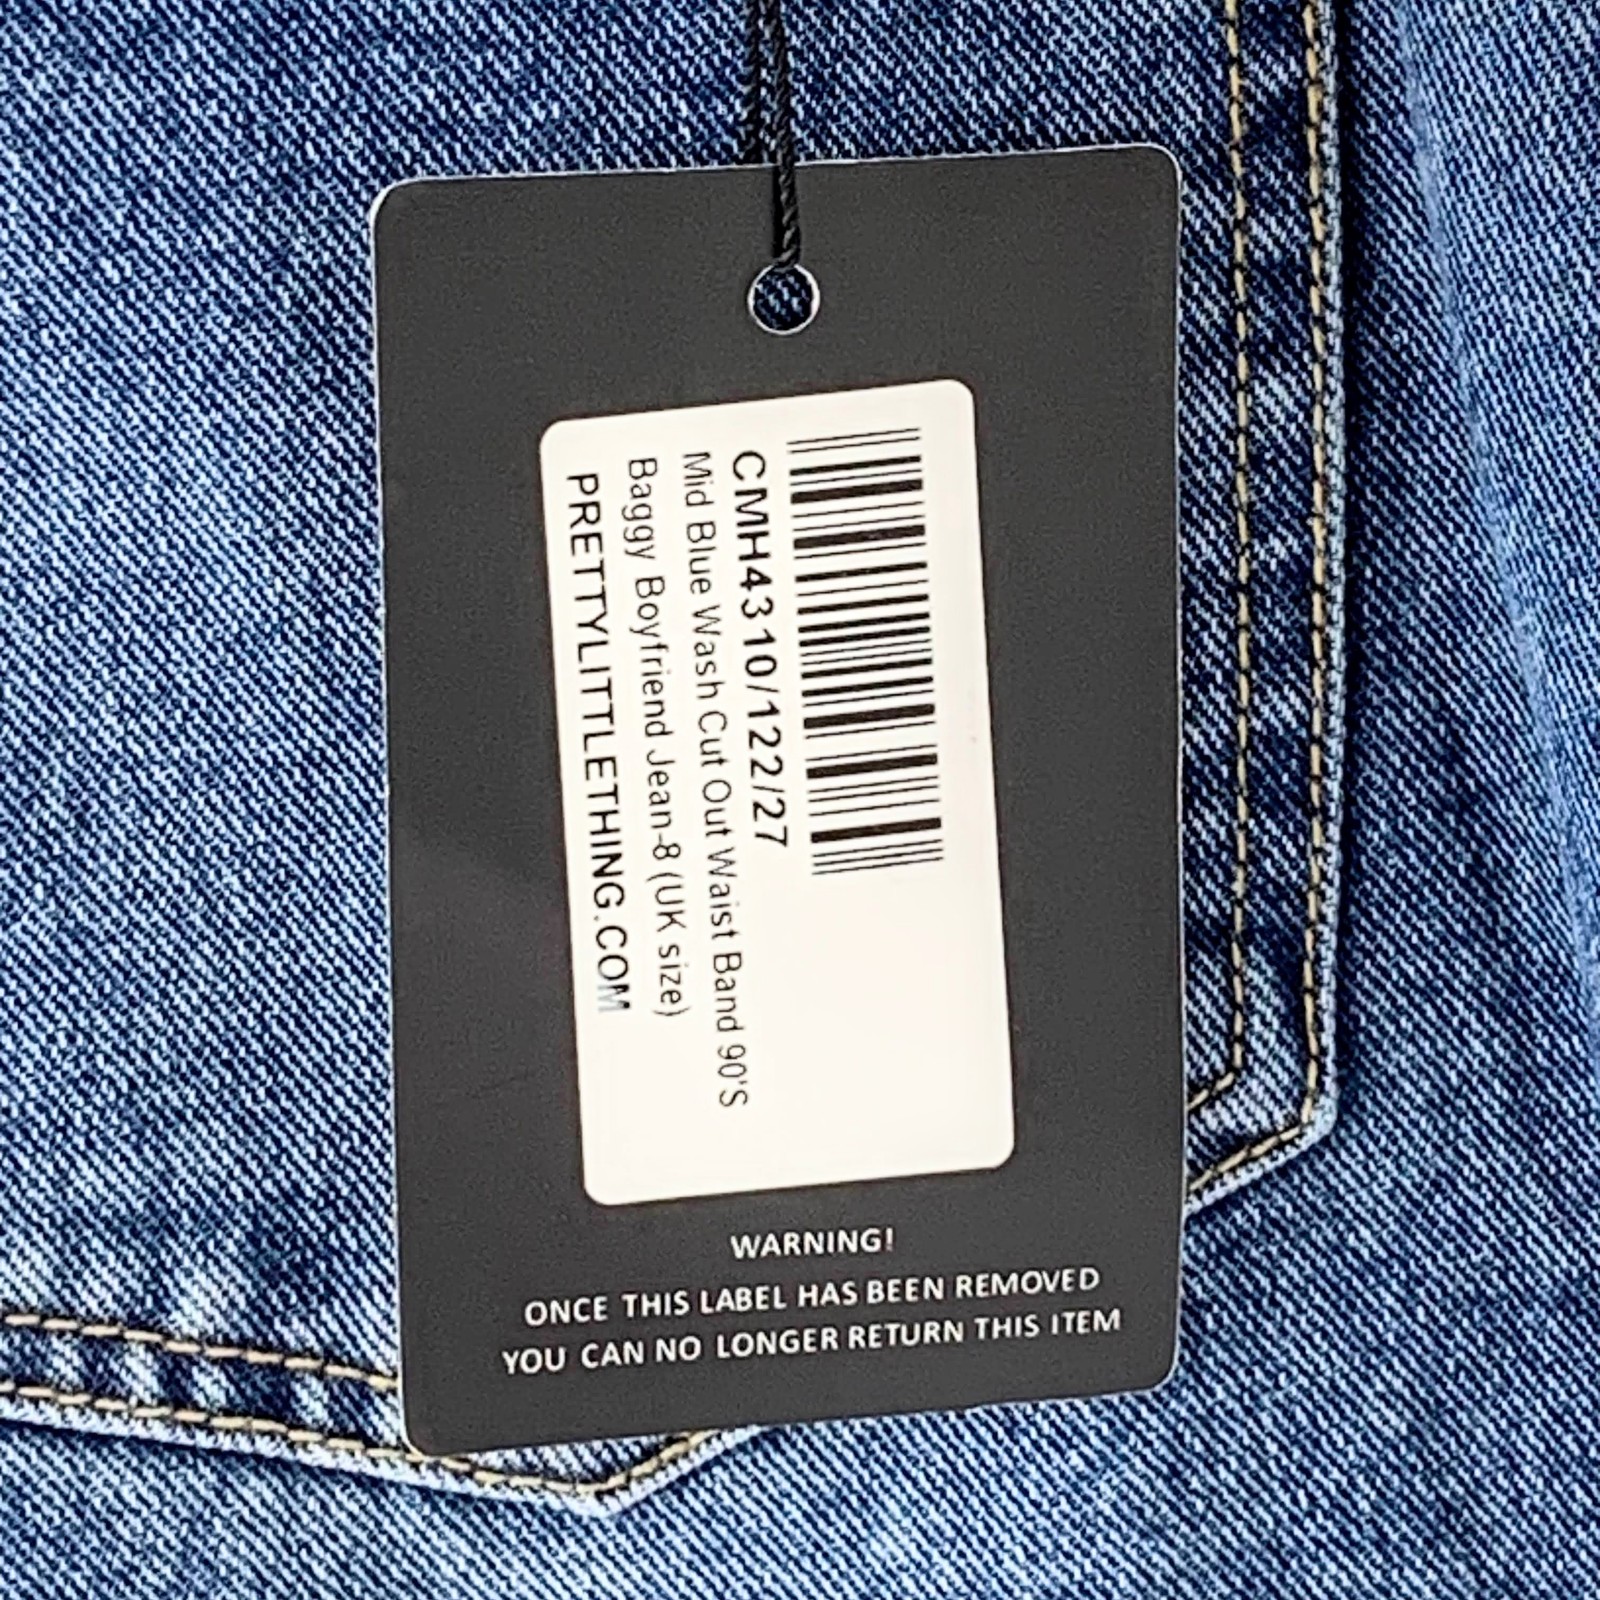 CMH4310/122/27
Mid Blue Wash Cut Out Waist Band 90'S
Baggy Boyfriend Jean-8 (UK size)
PRETTYLITTLETHING.COM
WARNING!
ONCE THIS LABEL HAS BEEN REMOVED
YOU CAN NO LONGER RETURN THIS ITEM